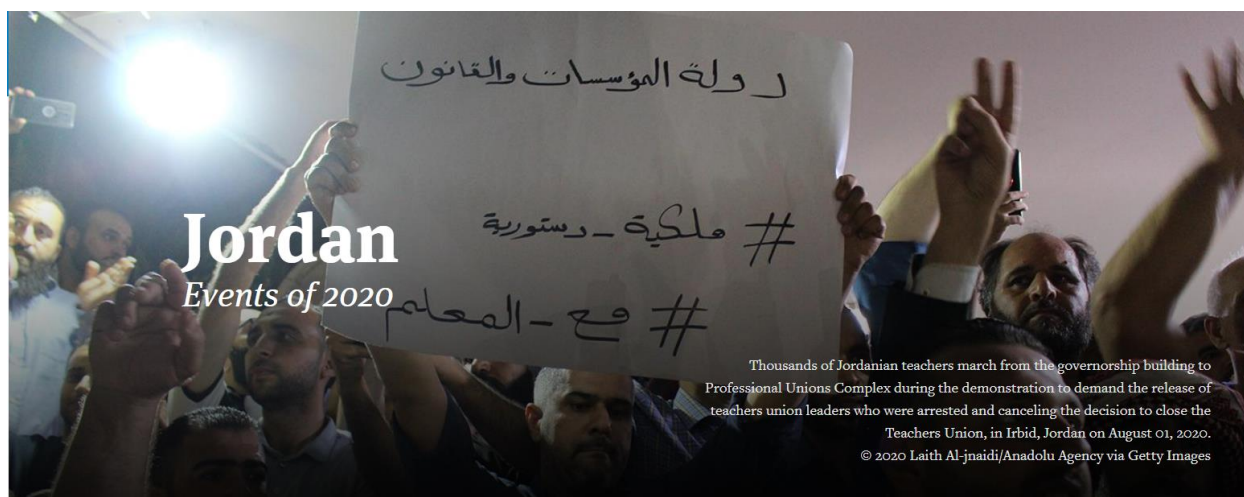 دولة المؤسسات والقانون
# ملكية_دستورية
# مع_المعلم
Jordan
Events of 2020
Thousands of Jordanian teachers march from the governorship building to
Professional Unions Complex during the demonstration to demand the release of
teachers union leaders who were arrested and canceling the decision to close the
Teachers Union, in Irbid, Jordan on August 01, 2020.
© 2020 Laith Al-jnaidi/Anadolu Agency via Getty Images